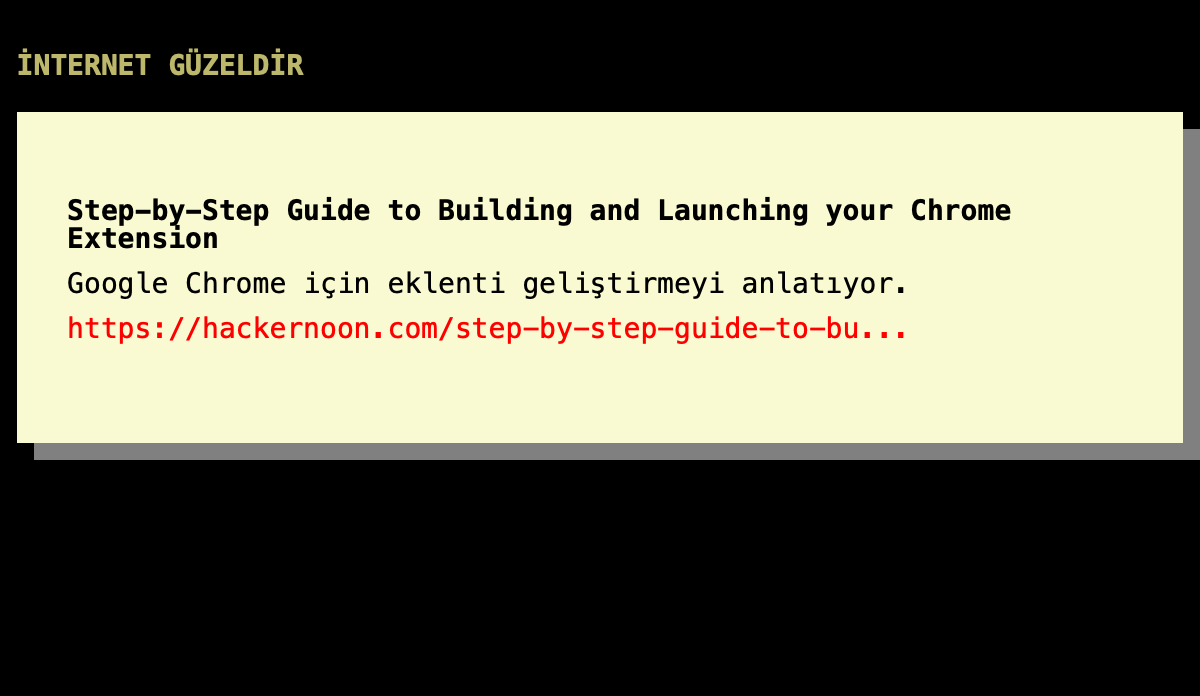 İNTERNET GÜZELDİR
Step-by-Step Guide to Building and Launching your Chrome
Extension
Google Chrome için eklenti geliştirmeyi anlatıyor.
https://hackernoon.com/step-by-step-guide-to-bu...